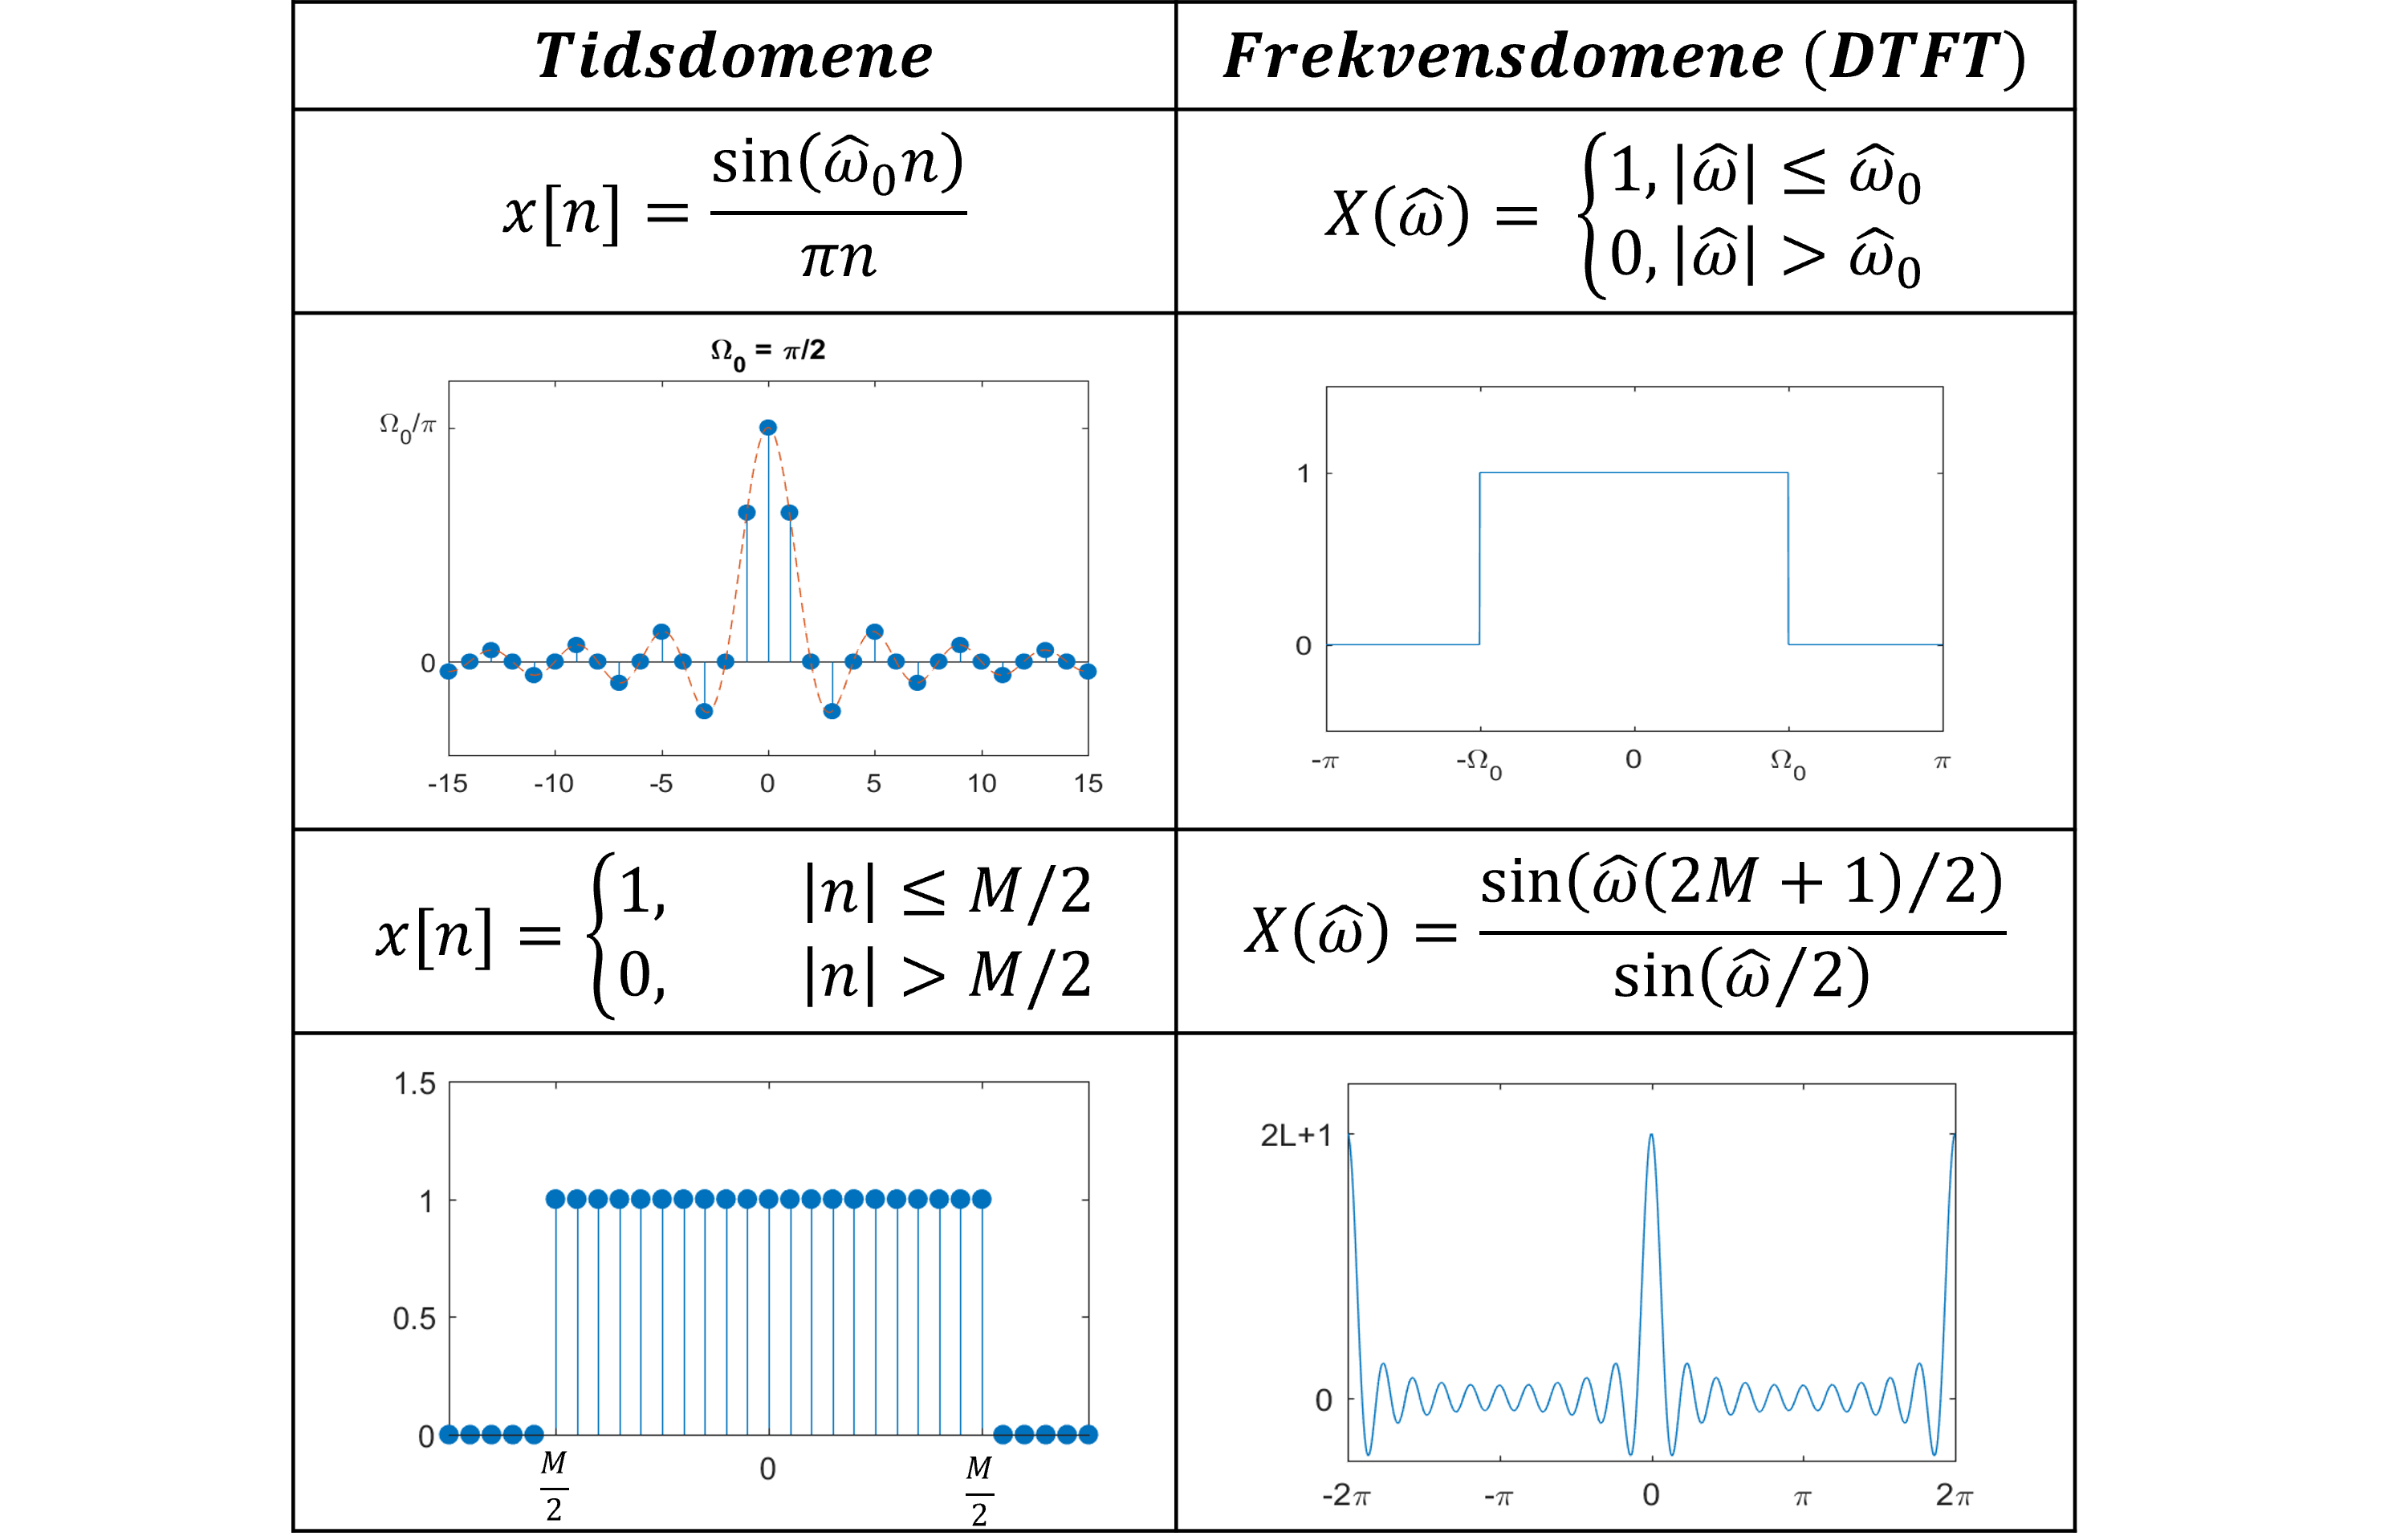 Tidsdomene
Frekvensdomene (DTFT)
x[n] = sin(ω̂₀n) / πn
X(ω̂) = {1, |ω̂| ≤ ω̂₀
0, |ω̂| > ω̂₀
Ω₀ = π/2
Ω₀/π
0
-15 -10 -5 0 5 10 15
1
0
-π -Ω₀ 0 Ω₀ π
x[n] = {1, |n| ≤ M/2
0, |n| > M/2
X(ω̂) = sin(ω̂(2M + 1)/2) / sin(ω̂/2)
1.5
1
0.5
0
M/2 0 M/2
2L+1
0
-2π -π 0 π 2π